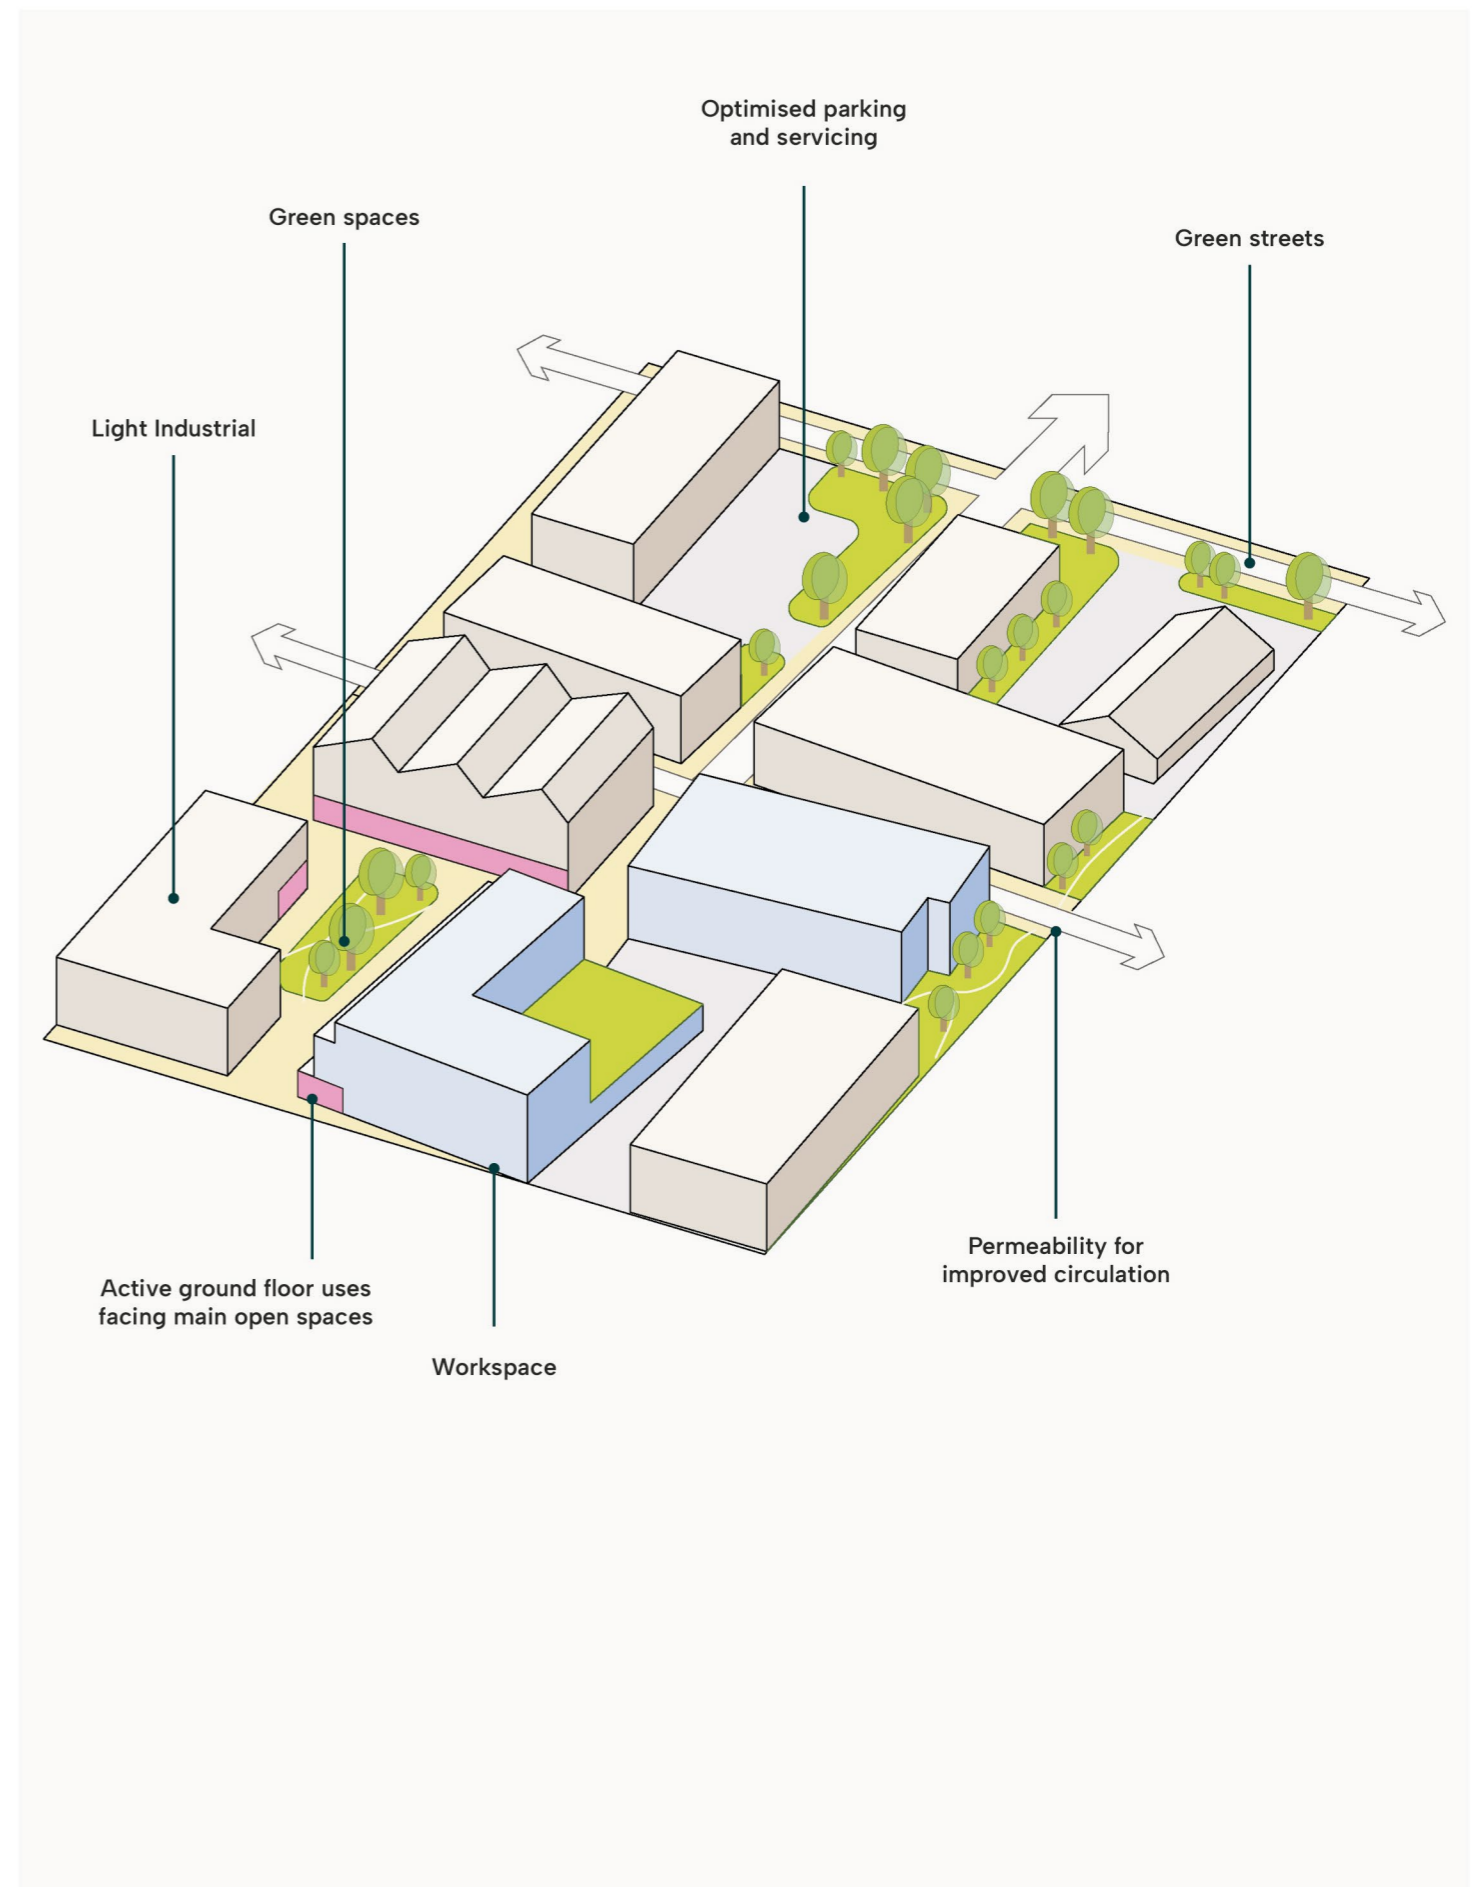 Optimised parking
and servicing
Green spaces
Green streets
Light Industrial
Permeability for
improved circulation
Active ground floor uses
facing main open spaces
Workspace